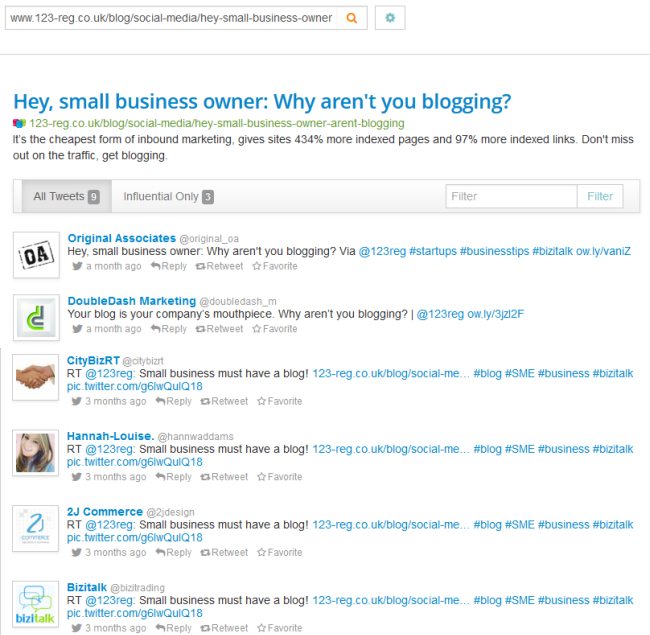 www.123-reg.co.uk/blog/social-media/hey-small-business-owner
Hey, small business owner: Why aren't you blogging?
123-reg.co.uk/blog/social-media/hey-small-business-owner-arent-blogging
It's the cheapest form of inbound marketing, gives sites 434% more indexed pages and 97% more indexed links. Don't miss
out on the traffic, get blogging.
All Tweets 9 Influential Only 3 Filter Filter
OA
Original Associates @original_oa
Hey, small business owner: Why aren't you blogging? Via @123reg #startups #businesstips #bizitalk ow.ly/vaniZ
a month ago Reply Retweet Favorite
DoubleDash Marketing @doubledash_m
Your blog is your company's mouthpiece. Why aren't you blogging? | @123reg ow.ly/3jzl2F
a month ago Reply Retweet Favorite
CityBizRT @citybizrt
RT @123reg: Small business must have a blog! 123-reg.co.uk/blog/social-me... #blog #SME #business #bizitalk
pic.twitter.com/g6lwQulQ18
3 months ago Reply Retweet Favorite
Hannah-Louise. @hannwaddams
RT @123reg: Small business must have a blog! 123-reg.co.uk/blog/social-me... #blog #SME #business #bizitalk
pic.twitter.com/g6lwQulQ18
3 months ago Reply Retweet Favorite
2J COMMERCE
2J Commerce @2jdesign
RT @123reg: Small business must have a blog! 123-reg.co.uk/blog/social-me... #blog #SME #business #bizitalk
pic.twitter.com/g6lwQulQ18
3 months ago Reply Retweet Favorite
bizitalk
Bizitalk @bizitrading
RT @123reg: Small business must have a blog! 123-reg.co.uk/blog/social-me... #blog #SME #business #bizitalk
pic.twitter.com/g6lwQulQ18
3 months ago Reply Retweet Favorite